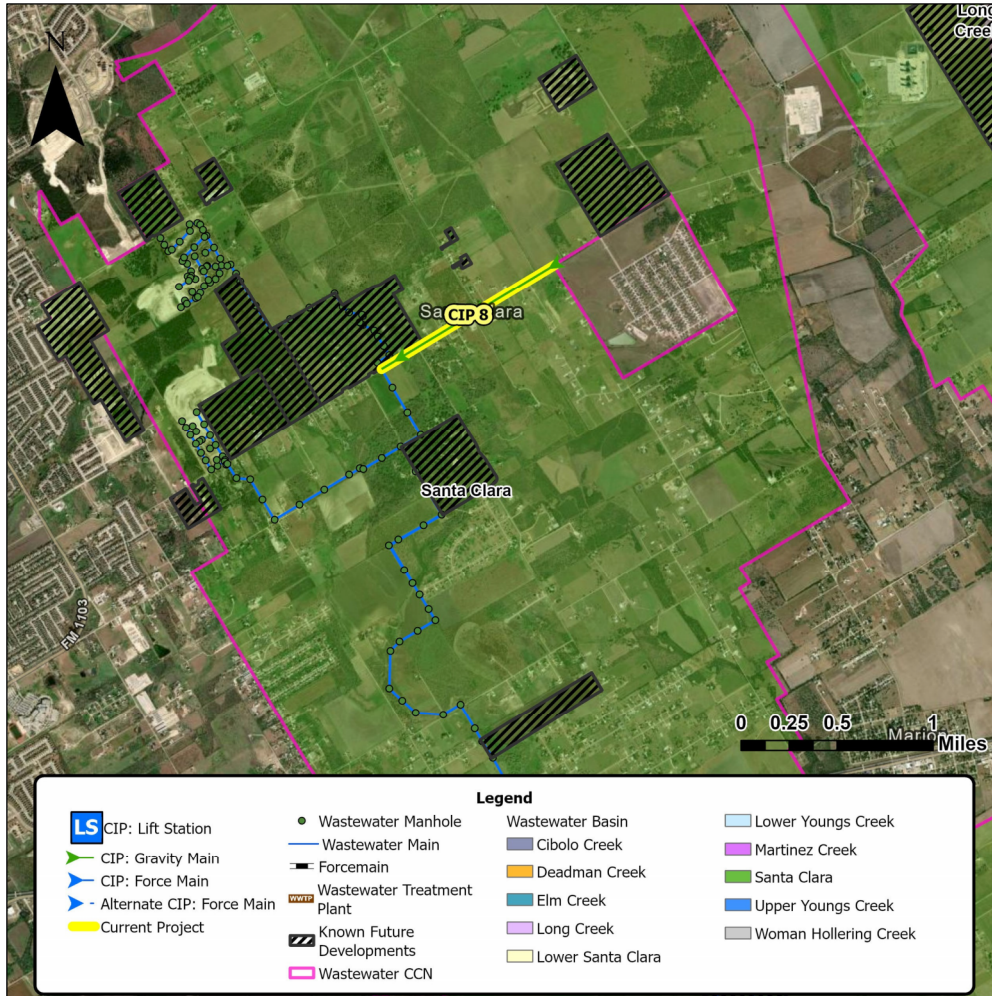 Long
Creek
N
Santa Clara
CIP 8
Santa Clara
FM 1103
0 0.25 0.5 1
Miles
Marion
Legend
LS CIP: Lift Station
CIP: Gravity Main
CIP: Force Main
Alternate CIP: Force Main
Current Project
Wastewater Manhole
Wastewater Main
Forcemain
WWTP Wastewater Treatment
Plant
Known Future
Developments
Wastewater CCN
Wastewater Basin
Cibolo Creek
Deadman Creek
Elm Creek
Long Creek
Lower Santa Clara
Lower Youngs Creek
Martinez Creek
Santa Clara
Upper Youngs Creek
Woman Hollering Creek